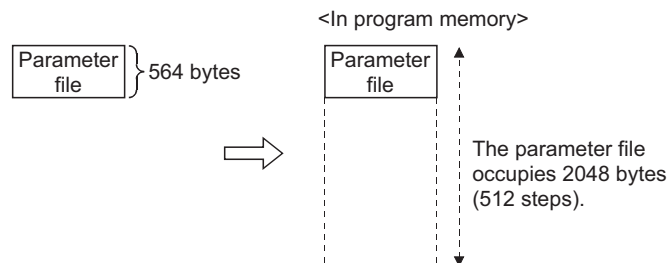 <In program memory>
Parameter
file
564 bytes
Parameter
file
The parameter file
occupies 2048 bytes
(512 steps).